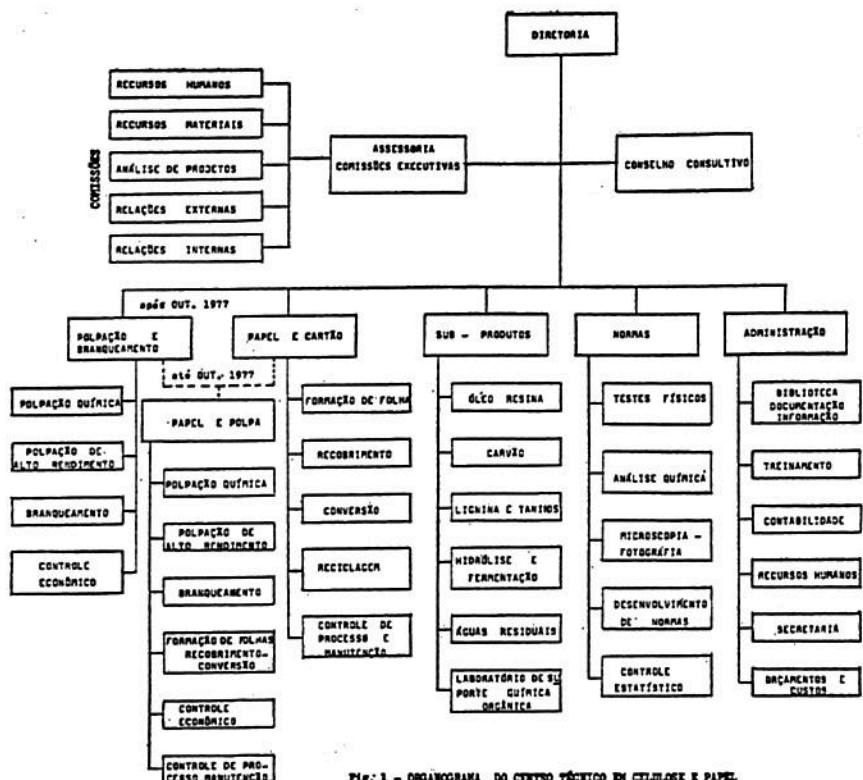 DIRETORIA
COMISSÕES
RECURSOS HUMANOS
RECURSOS MATERIAIS
ANÁLISE DE PROJETOS
RELAÇÕES EXTERNAS
RELAÇÕES INTERNAS
ASSESSORIA
COMISSÕES EXECUTIVAS
CONSELHO CONSULTIVO
após OUT. 1977
POLPAÇÃO E
BRANQUEAMENTO
até OUT. 1977
POLPAÇÃO QUÍMICA
POLPAÇÃO DE
ALTO RENDIMENTO
BRANQUEAMENTO
CONTROLE
ECONÔMICO
PAPEL E POLPA
POLPAÇÃO QUÍMICA
POLPAÇÃO DE
ALTO RENDIMENTO
BRANQUEAMENTO
FORMAÇÃO DE FOLHAS
RECOBRIMENTO-
CONVERSÃO
CONTROLE
ECONÔMICO
CONTROLE DE PRO-
CESSO MANUTENÇÃO
PAPEL E CARTÃO
FORMAÇÃO DE FOLHA
RECOBRIMENTO
CONVERSÃO
RECICLAGEM
CONTROLE DE
PROCESSO E
MANUTENÇÃO
SUB - PRODUTOS
ÓLEO RESINA
CARVÃO
LIGNINA E TANINOS
HIDRÓLISE E
FERMENTAÇÃO
ÁGUAS RESIDUAIS
LABORATÓRIO DE SU
PORTE QUÍMICA
ORGÂNICA
NORMAS
TESTES FÍSICOS
ANÁLISE QUÍMICA
MICROSCOPIA -
FOTOGRÁFIA
DESENVOLVIMENTO
DE NORMAS
CONTROLE
ESTATÍSTICO
ADMINISTRAÇÃO
BIBLIOTECA
DOCUMENTAÇÃO
INFORMAÇÃO
TREINAMENTO
CONTABILIDADE
RECURSOS HUMANOS
SECRETARIA
ORÇAMENTOS E
CUSTOS
Fig. 1 - ORGANOGRAMA DO CENTRO TÉCNICO EM CELULOSE E PAPEL